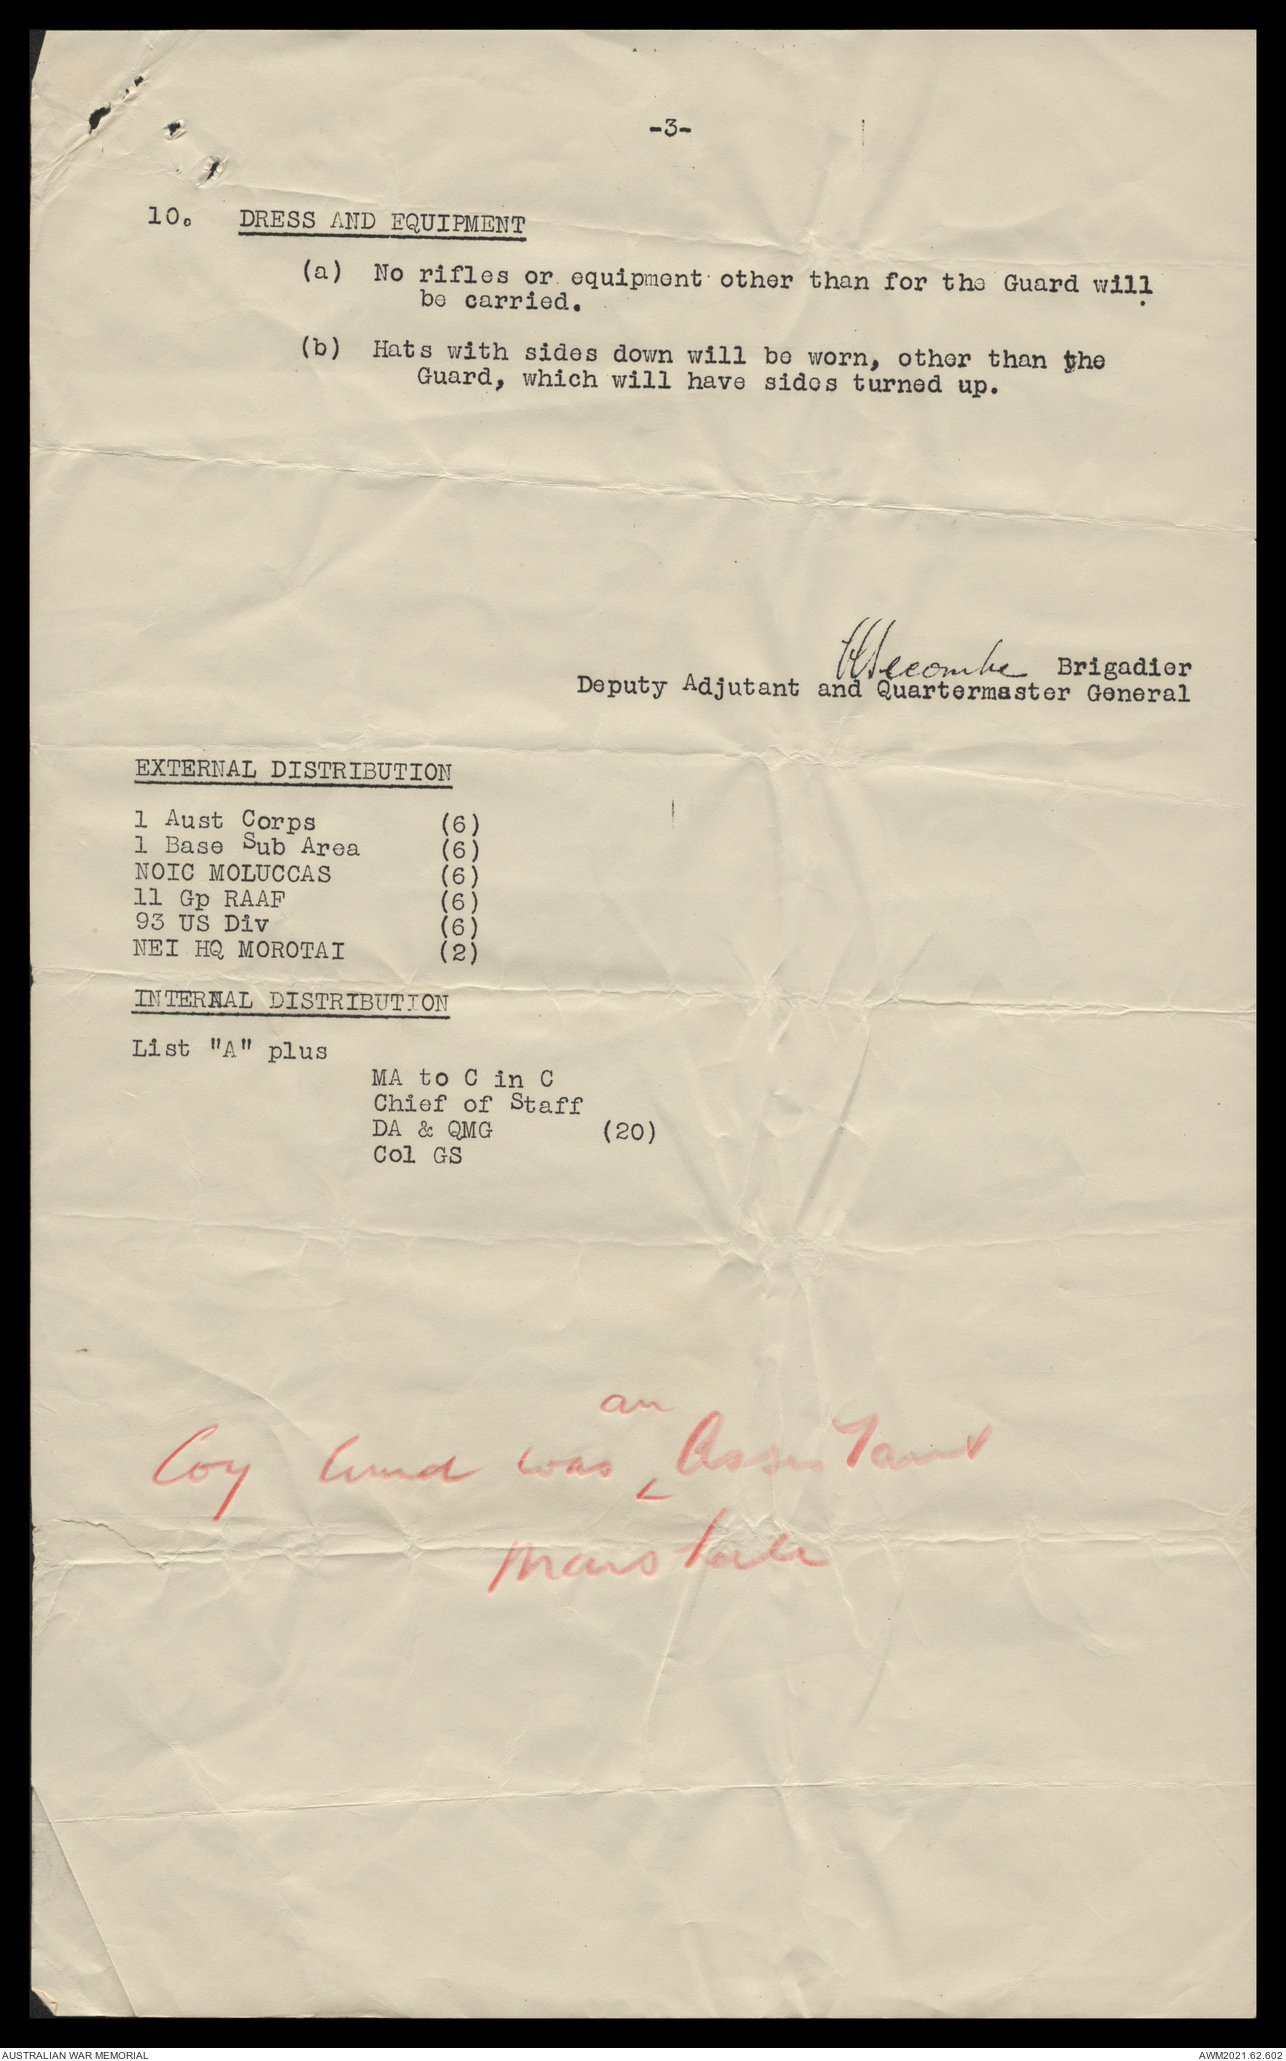 -3-
10. DRESS AND EQUIPMENT
(a) No rifles or equipment other than for the Guard will
be carried.
(b) Hats with sides down will be worn, other than the
Guard, which will have sides turned up.
Brigadier
Deputy Adjutant and Quartermaster General
EXTERNAL DISTRIBUTION
1 Aust Corps (6)
1 Base Sub Area (6)
NOIC MOLUCCAS (6)
11 Gp RAAF (6)
93 US Div (6)
NEI HQ MOROTAI (2)
INTERNAL DISTRIBUTION
List "A" plus
MA to C in C
Chief of Staff
DA & QMG (20)
Col GS
an
Coy Cmd was Assistant
Marshall
AUSTRALIAN WAR MEMORIAL
AWM2021.62.602